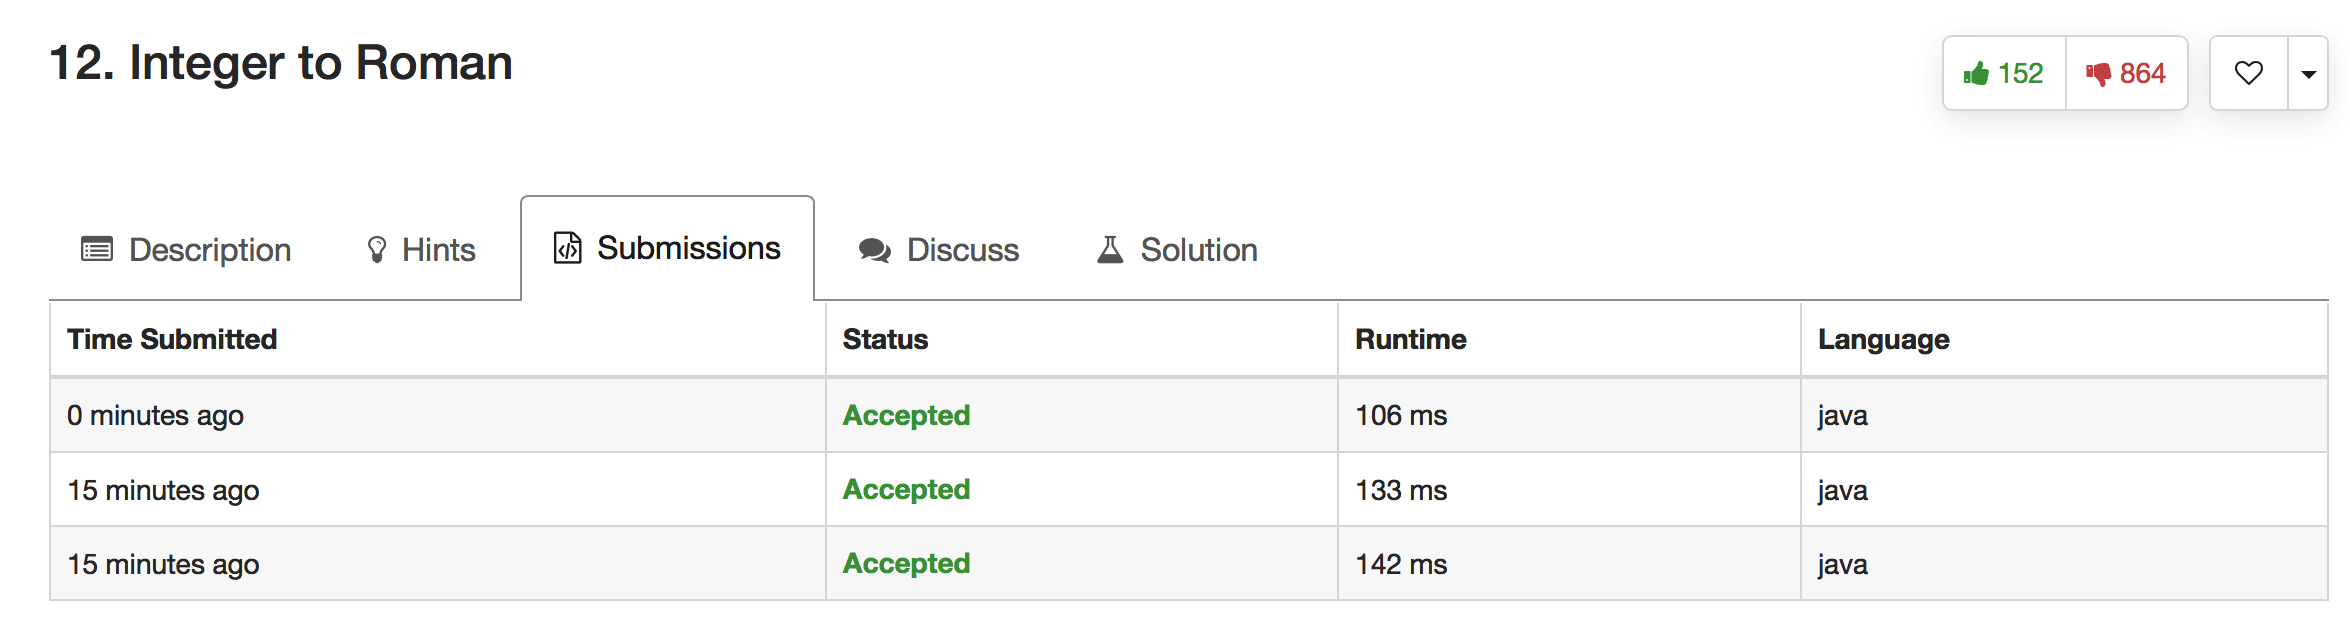 12. Integer to Roman
152 864
Description Hints Submissions Discuss Solution
Time Submitted Status Runtime Language
0 minutes ago Accepted 106 ms java
15 minutes ago Accepted 133 ms java
15 minutes ago Accepted 142 ms java